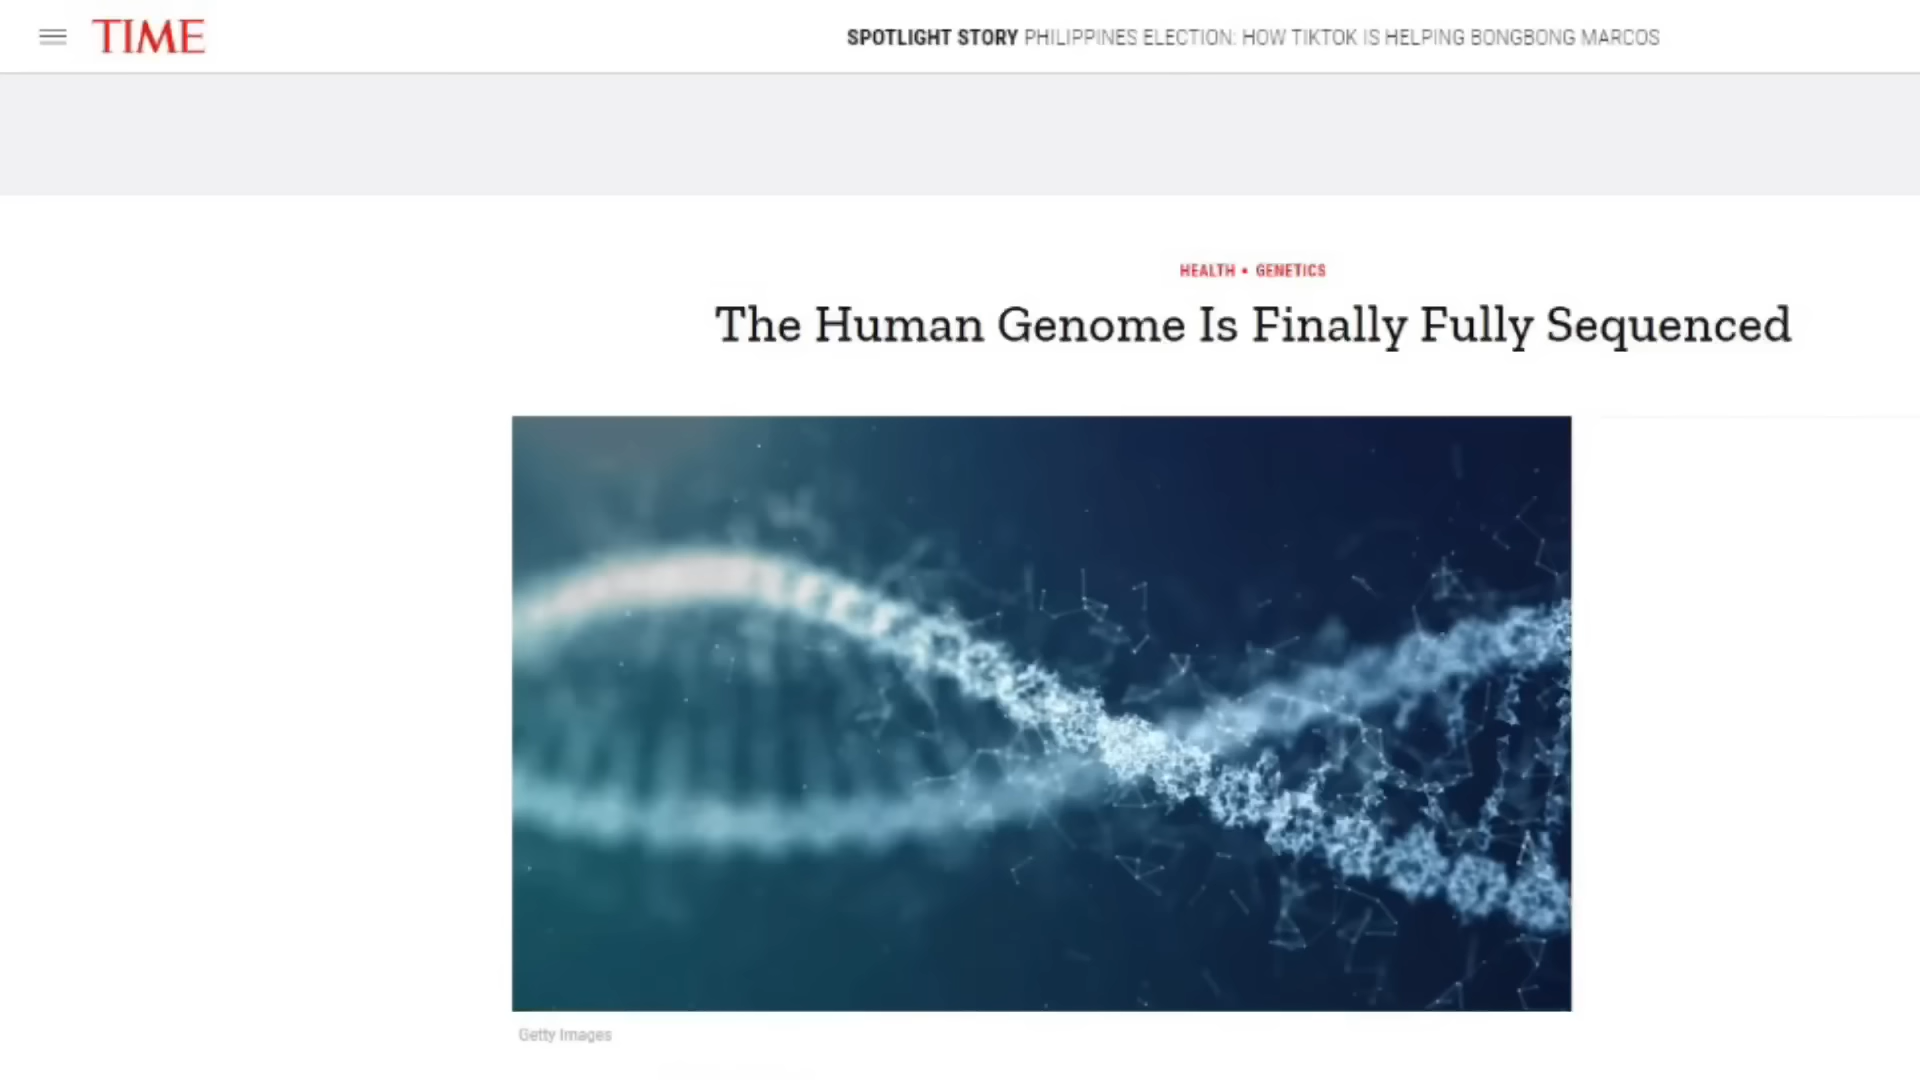 TIME
SPOTLIGHT STORY PHILIPPINES ELECTION: HOW TIKTOK IS HELPING BONGBONG MARCOS
HEALTH • GENETICS
The Human Genome Is Finally Fully Sequenced
Getty Images